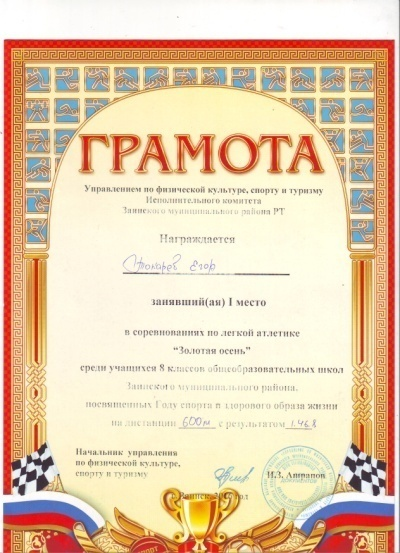 ГРАМОТА
Управлением по физической культуре, спорту и туризму
Исполнительного комитета
Заинского муниципального района РТ
Награждается
Токарев Егор
занявший(ая) I место
в соревнованиях по легкой атлетике
“Золотая осень”
среди учащихся 8 классов общеобразовательных школ
Заинского муниципального района,
посвященных Году спорта и здорового образа жизни
на дистанции 600м с результатом 1.46,8
Начальник управления
по физической культуре,
спорту и туризму
И.З.
г.Заинск